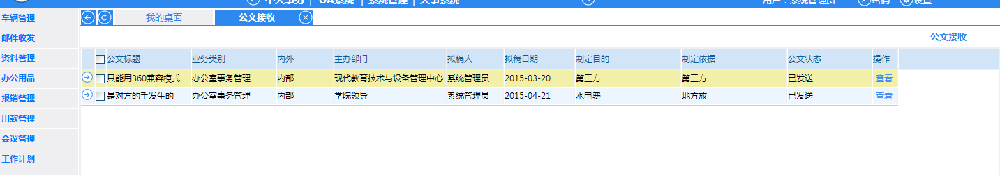 个人事务 | OA系统 | 系统管理 | 人事系统
用户：系统管理员 密码 设置
车辆管理
邮件收发
资料管理
办公用品
报销管理
用款管理
会议管理
工作计划
我的桌面 公文接收
公文接收
公文标题 业务类别 内外 主办部门 拟稿人 拟稿日期 制定目的 制定依据 公文状态 操作
只能用360兼容模式 办公室事务管理 内部 现代教育技术与设备管理中心 系统管理员 2015-03-20 第三方 第三方 已发送 查看
是对方的手发生的 办公室事务管理 内部 学院领导 系统管理员 2015-04-21 水电费 地方放 已发送 查看